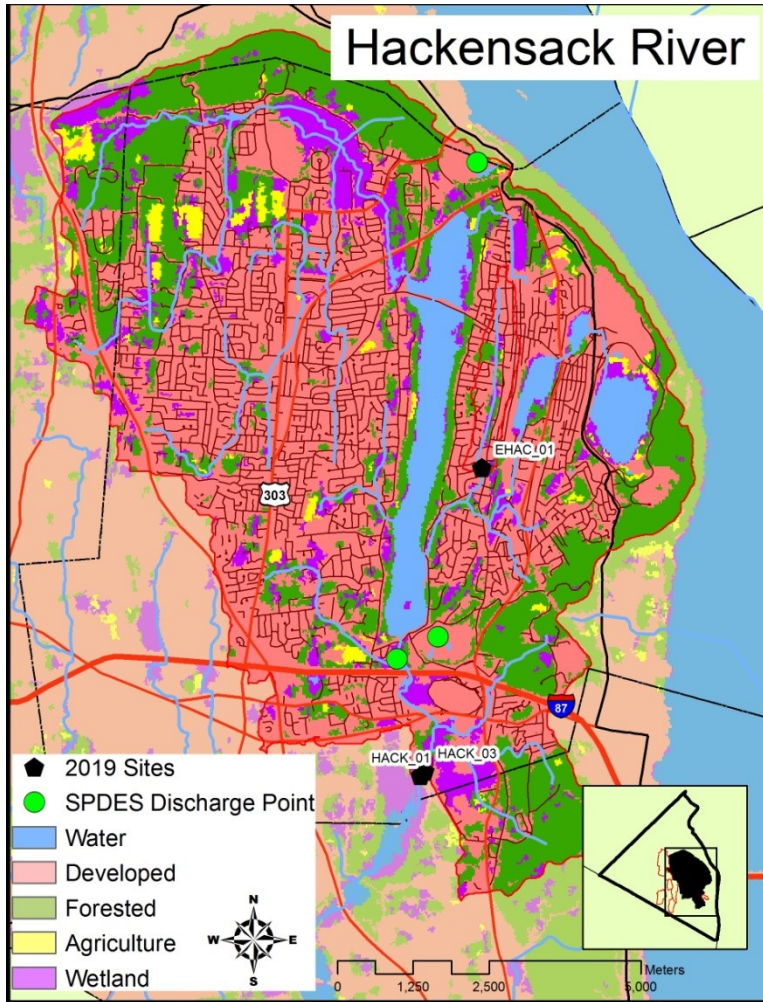 Hackensack River
EHAC_01
303
87
HACK_01
HACK_03
2019 Sites
SPDES Discharge Point
Water
Developed
Forested
Agriculture
Wetland
N
W E
S
Meters
0 1,250 2,500 5,000